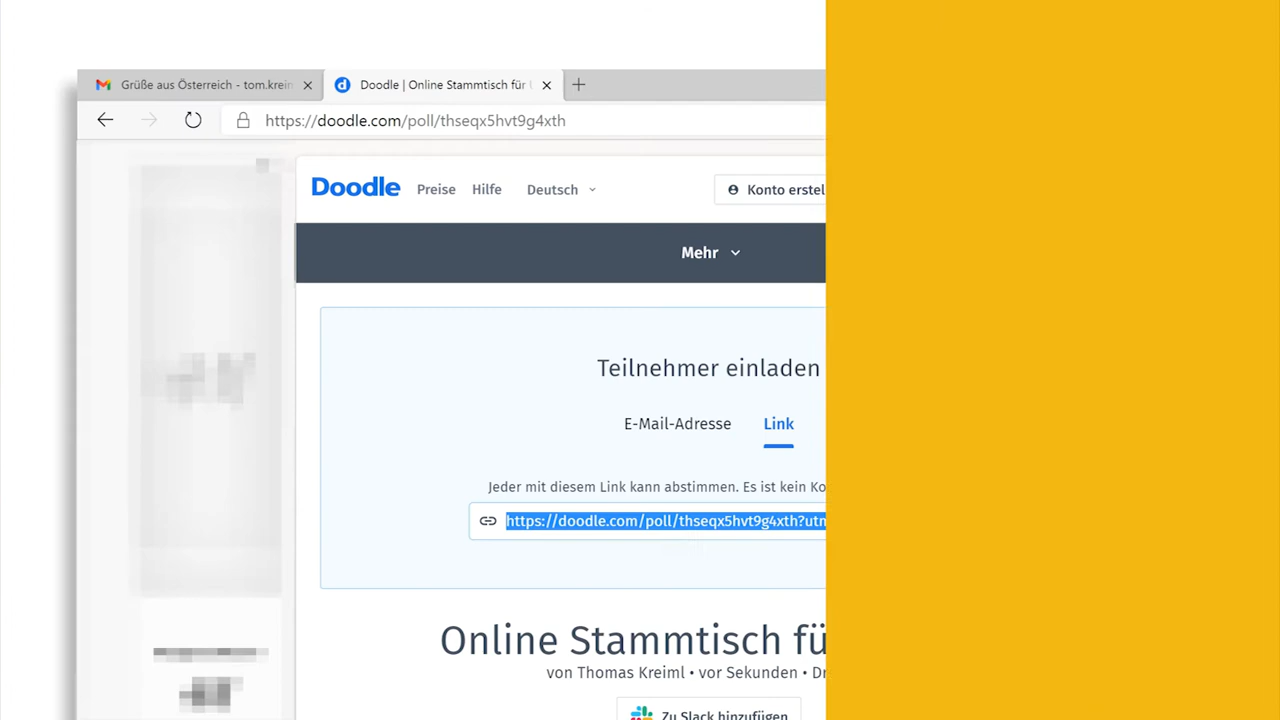 Grüße aus Österreich - tom.krein
Doodle | Online Stammtisch für
https://doodle.com/poll/thseqx5hvt9g4xth
Doodle Preise Hilfe Deutsch Konto erstel
Mehr
Teilnehmer einladen
E-Mail-Adresse Link
Jeder mit diesem Link kann abstimmen. Es ist kein Ko
https://doodle.com/poll/thseqx5hvt9g4xth?utm
Online Stammtisch fü
von Thomas Kreiml • vor Sekunden • Dr
Zu Slack hinzufügen